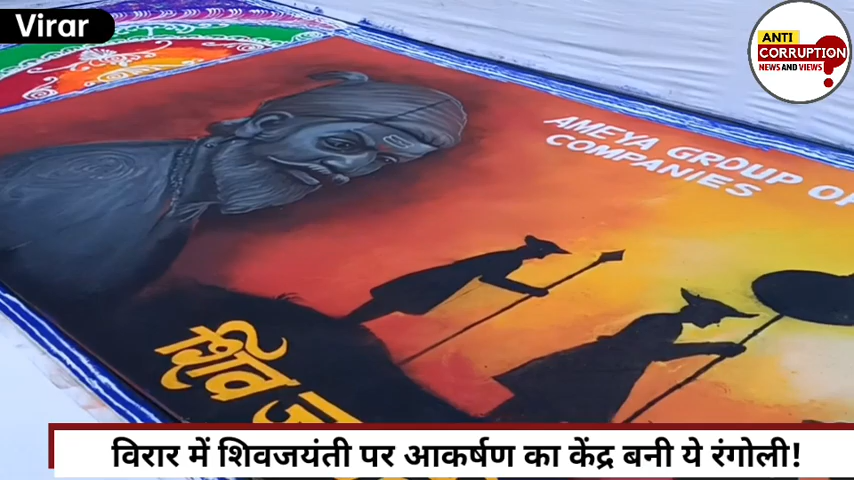 Virar
ANTI
CORRUPTION
NEWS AND VIEWS
AMEYA GROUP OF
COMPANIES
शिव
विरार में शिवजयंती पर आकर्षण का केंद्र बनी ये रंगोली!